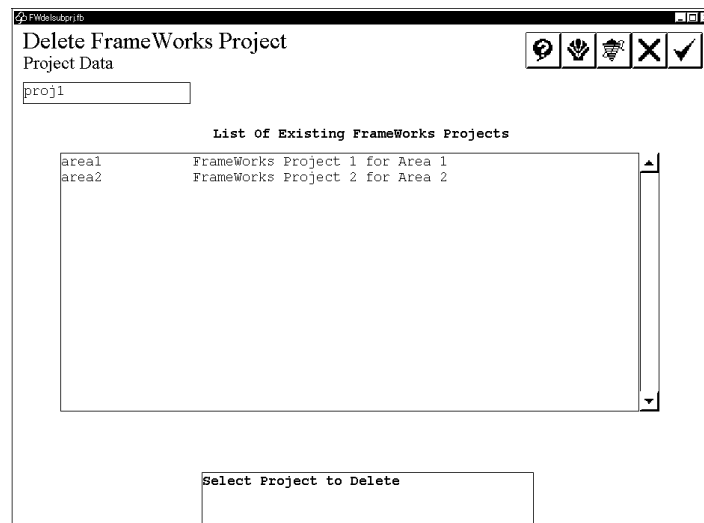 FWdelsubprj.fb
Delete FrameWorks Project
Project Data
proj1
List Of Existing FrameWorks Projects
area1 FrameWorks Project 1 for Area 1
area2 FrameWorks Project 2 for Area 2
Select Project to Delete